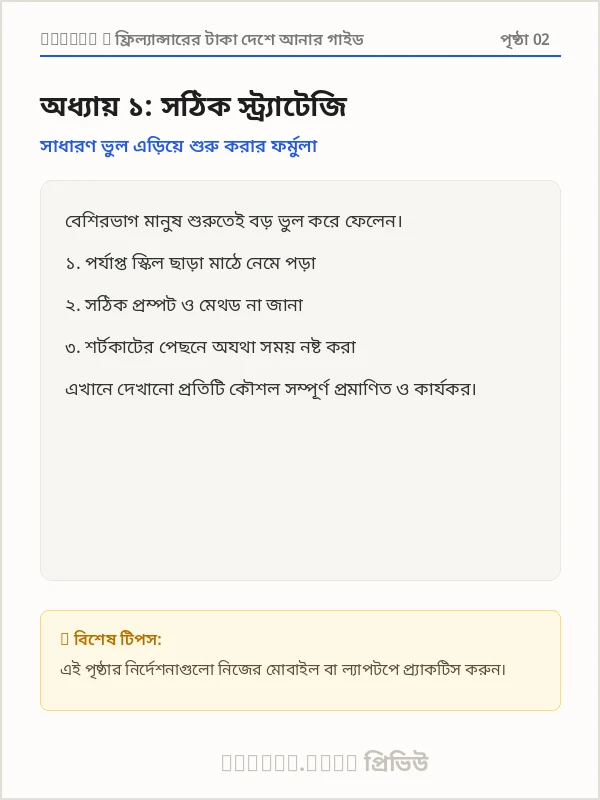 ফ্রিল্যান্সারের টাকা দেশে আনার গাইড
পৃষ্ঠা 02
অধ্যায় ১: সঠিক স্ট্র্যাটেজি
সাধারণ ভুল এড়িয়ে শুরু করার ফর্মুলা
বেশিরভাগ মানুষ শুরুতেই বড় ভুল করে ফেলেন।
১. পর্যাপ্ত স্কিল ছাড়া মাঠে নেমে পড়া
২. সঠিক প্রম্পট ও মেথড না জানা
৩. শর্টকাটের পেছনে অযথা সময় নষ্ট করা
এখানে দেখানো প্রতিটি কৌশল সম্পূর্ণ প্রমাণিত ও কার্যকর।
বিশেষ টিপস:
এই পৃষ্ঠার নির্দেশনাগুলো নিজের মোবাইল বা ল্যাপটপে প্র্যাকটিস করুন।
প্রিভিউ